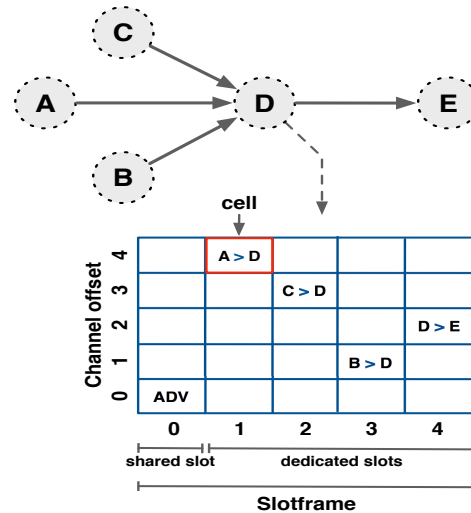 C
A
D
E
B
cell
Channel offset
4
A > D
3
C > D
2
D > E
1
B > D
0
ADV
0 1 2 3 4
shared slot
dedicated slots
Slotframe